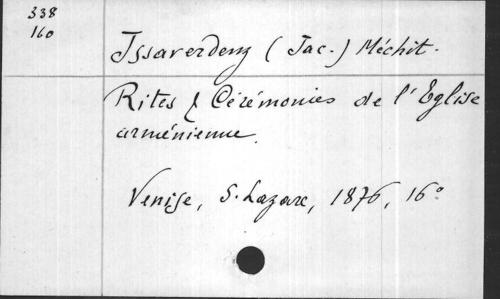 338
160
Issaverdenz (Jac.) Méchit.
Rites & Cérémonies de l'Eglise
arménienne.
Venise, S. Lazare, 1876, 16°